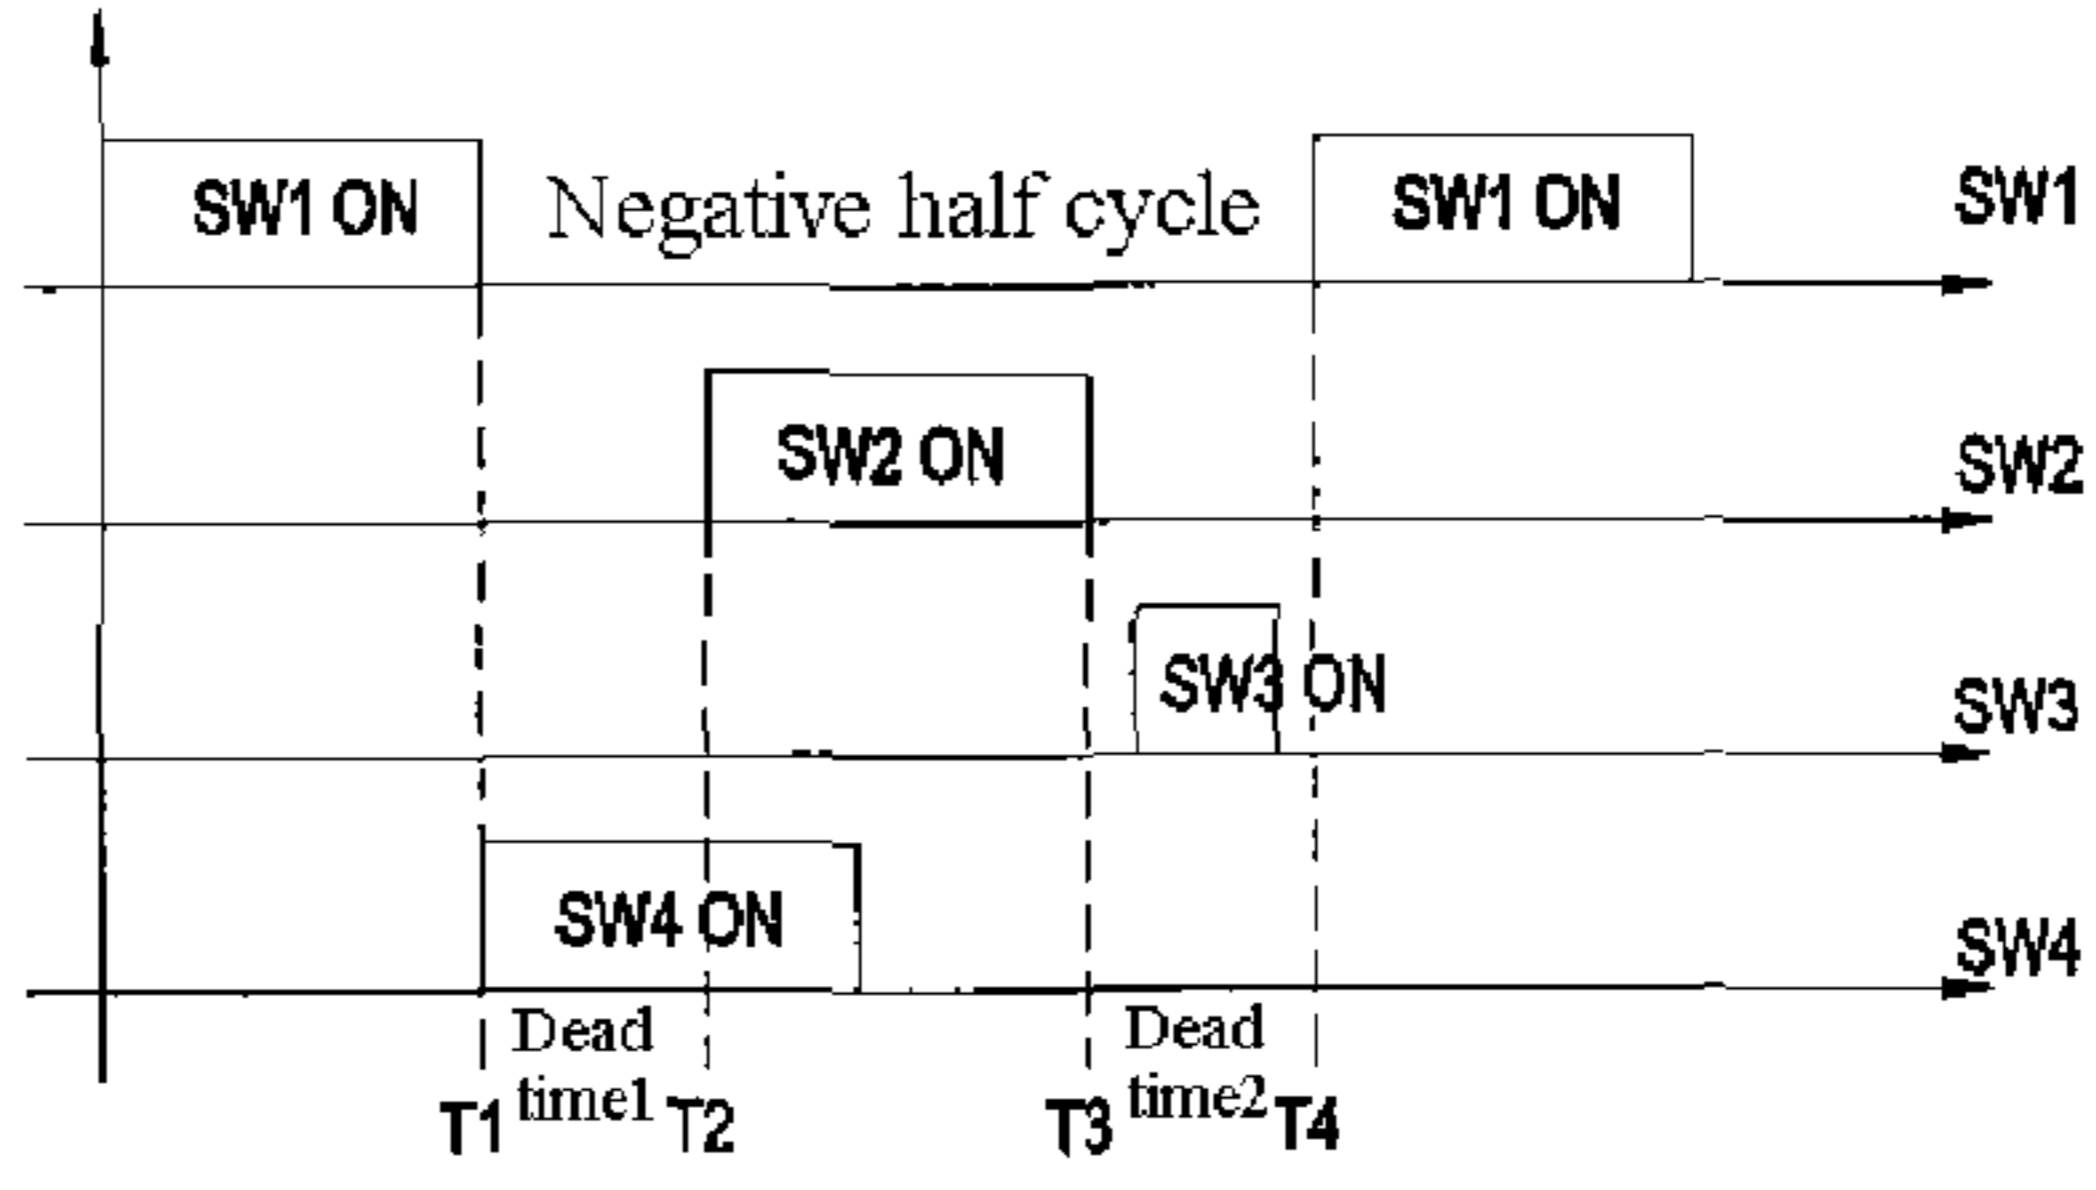 SW1 ON Negative half cycle SW1 ON SW1
SW2 ON SW2
SW3 ON SW3
SW4 ON SW4
Dead Dead
time1 time2
T1 T2 T3 T4